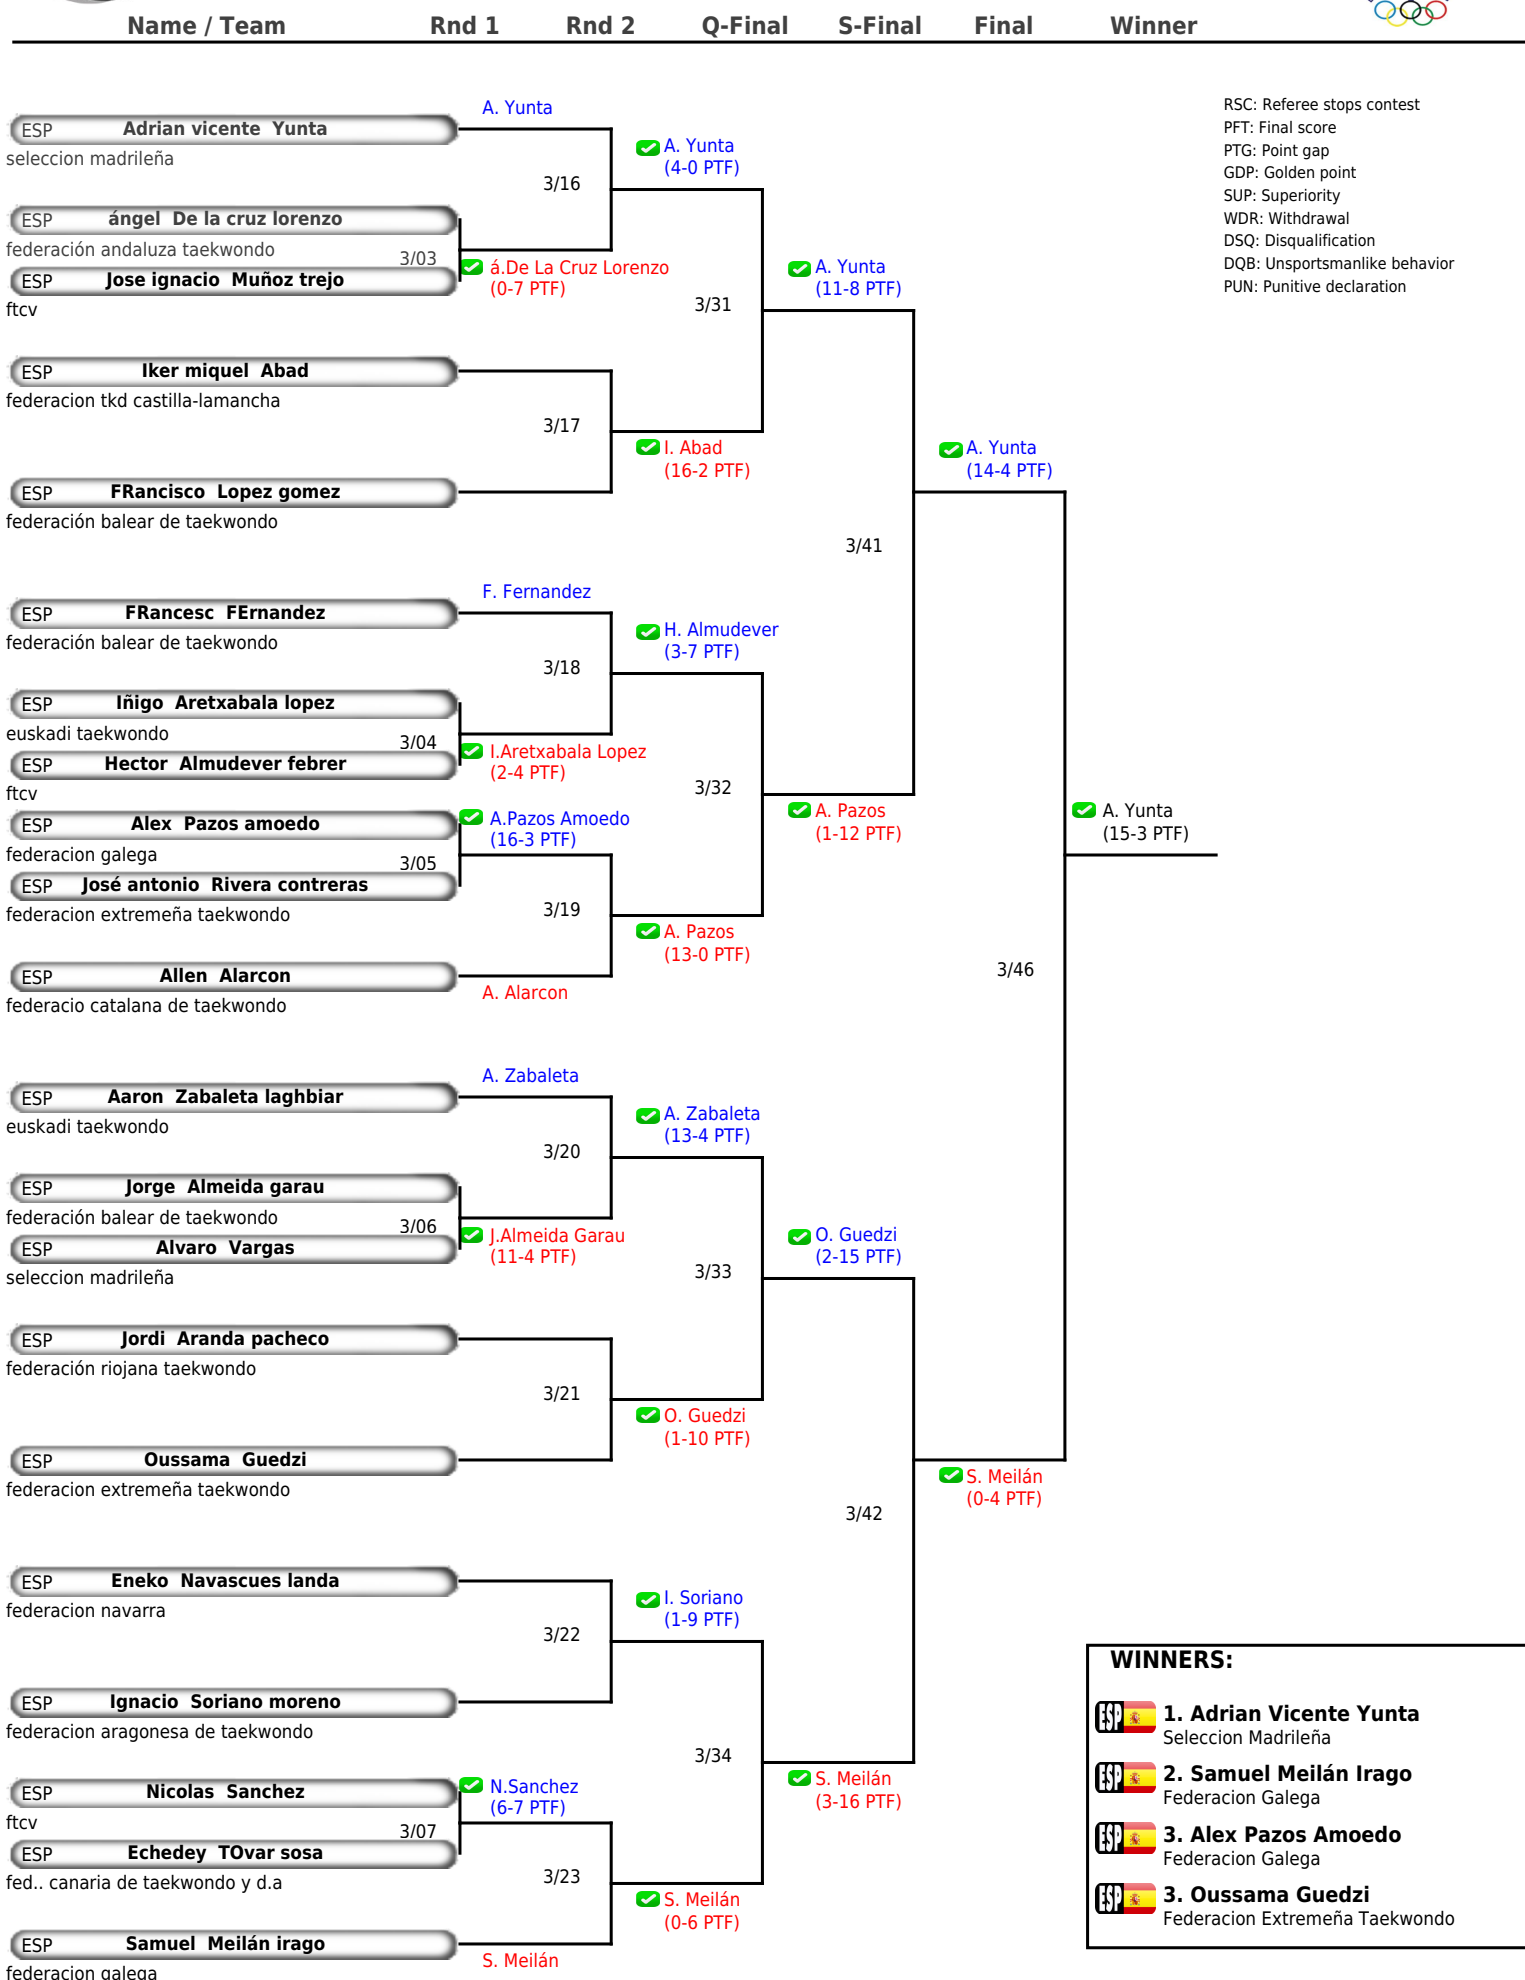 Name / Team Rnd 1 Rnd 2 Q-Final S-Final Final Winner
RSC: Referee stops contest
PFT: Final score
PTG: Point gap
GDP: Golden point
SUP: Superiority
WDR: Withdrawal
DSQ: Disqualification
DQB: Unsportsmanlike behavior
PUN: Punitive declaration
A. Yunta
ESP Adrian vicente Yunta
seleccion madrileña
A. Yunta
(4-0 PTF)
3/16
ESP ángel De la cruz lorenzo
federación andaluza taekwondo
3/03
ESP Jose ignacio Muñoz trejo
ftcv
á.De La Cruz Lorenzo
(0-7 PTF)
A. Yunta
(11-8 PTF)
3/31
ESP Iker miquel Abad
federacion tkd castilla-lamancha
3/17
I. Abad
(16-2 PTF)
A. Yunta
(14-4 PTF)
ESP FRancisco Lopez gomez
federación balear de taekwondo
3/41
F. Fernandez
ESP FRancesc FErnandez
federación balear de taekwondo
H. Almudever
(3-7 PTF)
3/18
ESP Iñigo Aretxabala lopez
euskadi taekwondo
3/04
ESP Hector Almudever febrer
ftcv
I.Aretxabala Lopez
(2-4 PTF)
3/32
ESP Alex Pazos amoedo
federacion galega
A.Pazos Amoedo
(16-3 PTF)
A. Pazos
(1-12 PTF)
A. Yunta
(15-3 PTF)
3/05
ESP José antonio Rivera contreras
federacion extremeña taekwondo
3/19
A. Pazos
(13-0 PTF)
ESP Allen Alarcon
federacio catalana de taekwondo
A. Alarcon
3/46
A. Zabaleta
ESP Aaron Zabaleta laghbiar
euskadi taekwondo
A. Zabaleta
(13-4 PTF)
3/20
ESP Jorge Almeida garau
federación balear de taekwondo
3/06
ESP Alvaro Vargas
seleccion madrileña
J.Almeida Garau
(11-4 PTF)
O. Guedzi
(2-15 PTF)
3/33
ESP Jordi Aranda pacheco
federación riojana taekwondo
3/21
O. Guedzi
(1-10 PTF)
ESP Oussama Guedzi
federacion extremeña taekwondo
S. Meilán
(0-4 PTF)
3/42
ESP Eneko Navascues landa
federacion navarra
I. Soriano
(1-9 PTF)
3/22
ESP Ignacio Soriano moreno
federacion aragonesa de taekwondo
3/34
ESP Nicolas Sanchez
ftcv
N.Sanchez
(6-7 PTF)
S. Meilán
(3-16 PTF)
3/07
ESP Echedey TOvar sosa
fed.. canaria de taekwondo y d.a
3/23
S. Meilán
(0-6 PTF)
ESP Samuel Meilán irago
federacion galega
S. Meilán
WINNERS:
ESP 1. Adrian Vicente Yunta
Seleccion Madrileña
ESP 2. Samuel Meilán Irago
Federacion Galega
ESP 3. Alex Pazos Amoedo
Federacion Galega
ESP 3. Oussama Guedzi
Federacion Extremeña Taekwondo